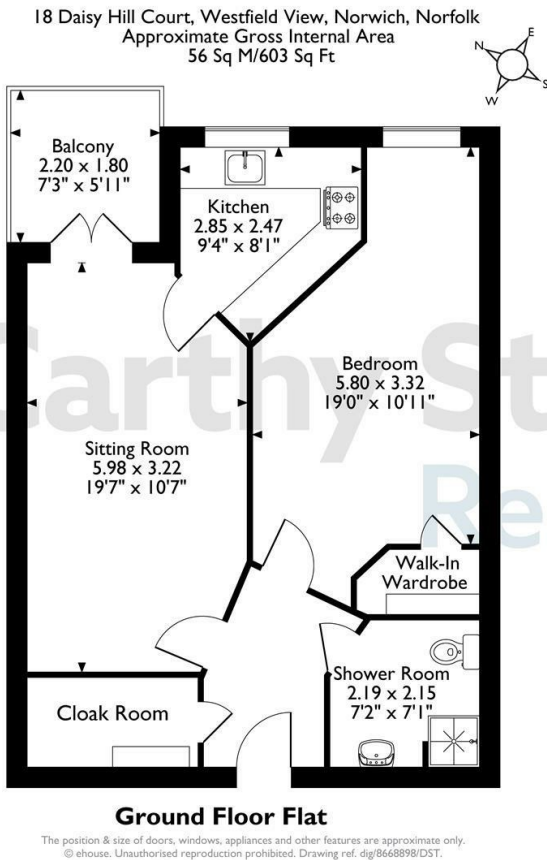 18 Daisy Hill Court, Westfield View, Norwich, Norfolk
Approximate Gross Internal Area
56 Sq M/603 Sq Ft
N
E
S
W
Balcony
2.20 x 1.80
7'3" x 5'11"
Kitchen
2.85 x 2.47
9'4" x 8'1"
Carthy St
Bedroom
5.80 x 3.32
19'0" x 10'11"
Sitting Room
5.98 x 3.22
19'7" x 10'7"
Re
Walk-In
Wardrobe
Shower Room
2.19 x 2.15
7'2" x 7'1"
Cloak Room
Ground Floor Flat
The position & size of doors, windows, appliances and other features are approximate only.
© ehouse. Unauthorised reproduction prohibited. Drawing ref. dig/8668898/DST.